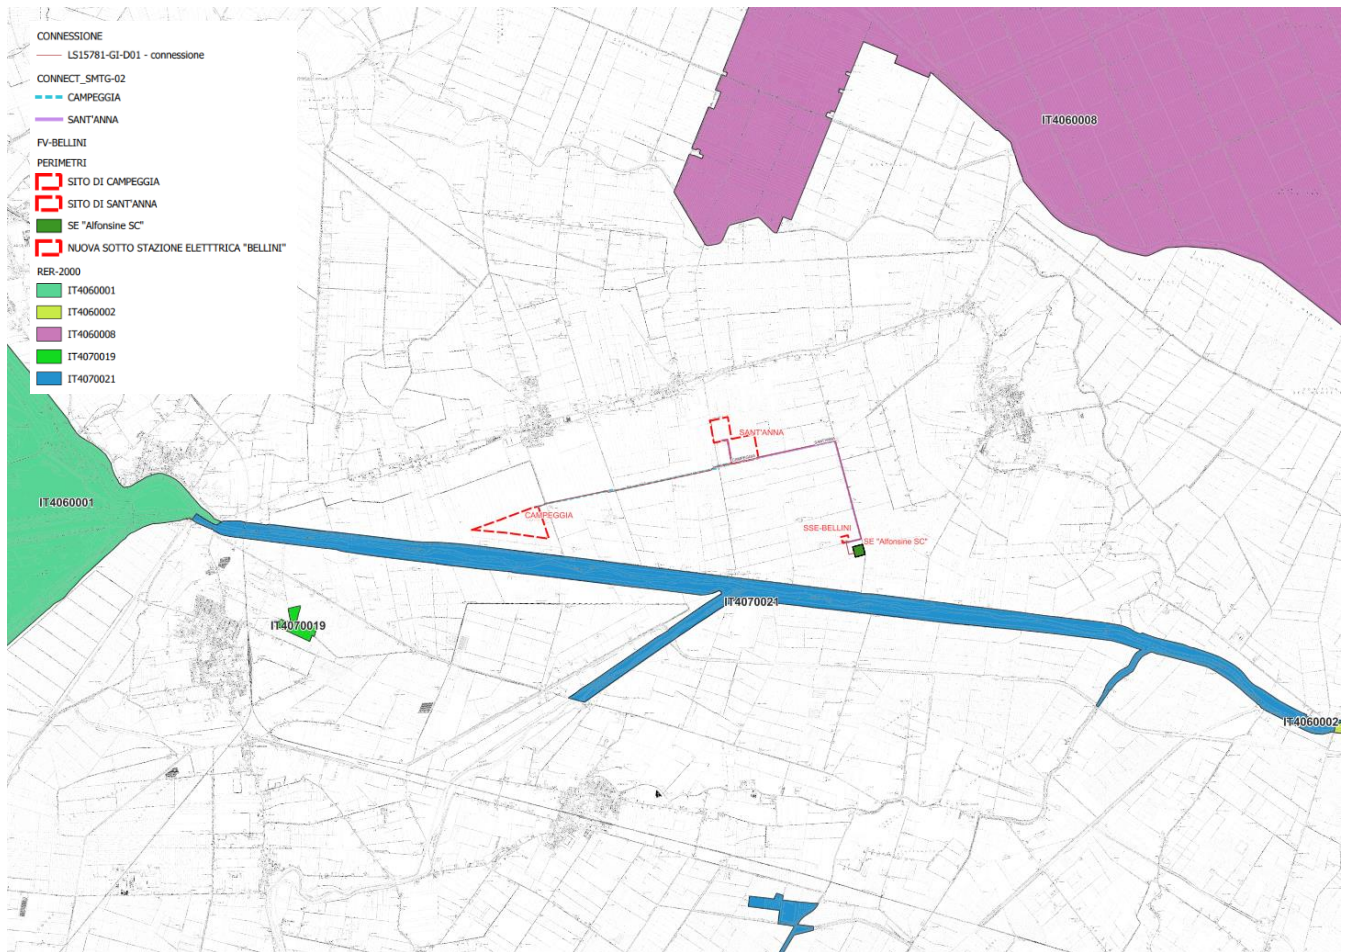 CONNESSIONE
LS15781-GI-D01 - connessione
CONNECT_SMTG-02
CAMPEGGIA
SANT'ANNA
FV-BELLINI
PERIMETRI
SITO DI CAMPEGGIA
SITO DI SANT'ANNA
SE "Alfonsine SC"
NUOVA SOTTO STAZIONE ELETTTRICA "BELLINI"
RER-2000
IT4060001
IT4060002
IT4060008
IT4070019
IT4070021
IT4060008
SANT'ANNA
IT4060001
CAMPEGGIA
SSE-BELLINI
SE "Alfonsine SC"
IT4070021
IT4070019
IT4060002